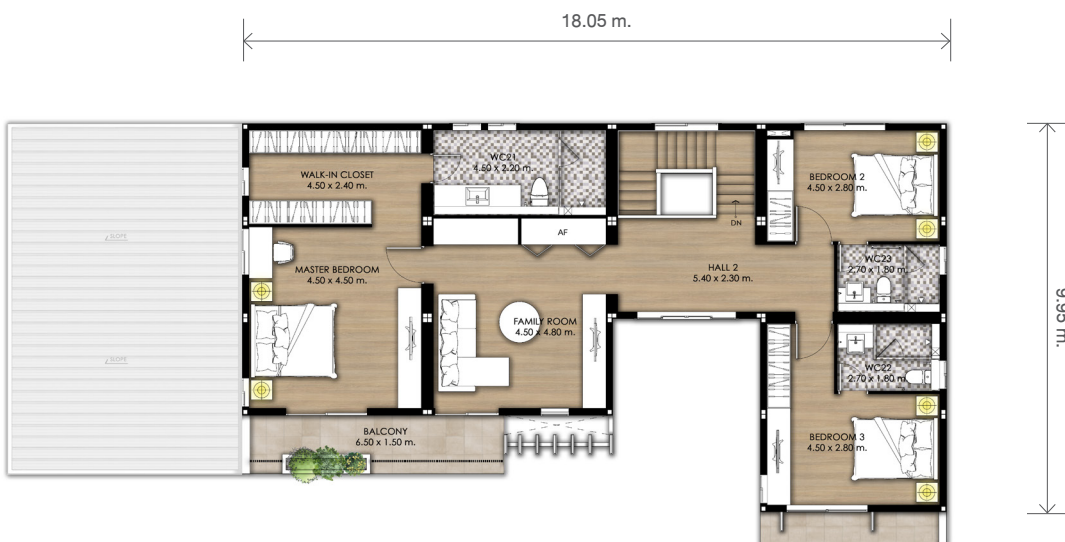 18.05 m.
WC21
4.50 x 2.20 m.
WALK-IN CLOSET
4.50 x 2.40 m.
BEDROOM 2
4.50 x 2.80 m.
DN
AF
SLOPE
MASTER BEDROOM
4.50 x 4.50 m.
HALL 2
5.40 x 2.30 m.
WC23
2.70 x 1.80 m.
9.95 m.
FAMILY ROOM
4.50 x 4.80 m.
SLOPE
WC22
2.70 x 1.80 m.
BALCONY
6.50 x 1.50 m.
BEDROOM 3
4.50 x 2.80 m.